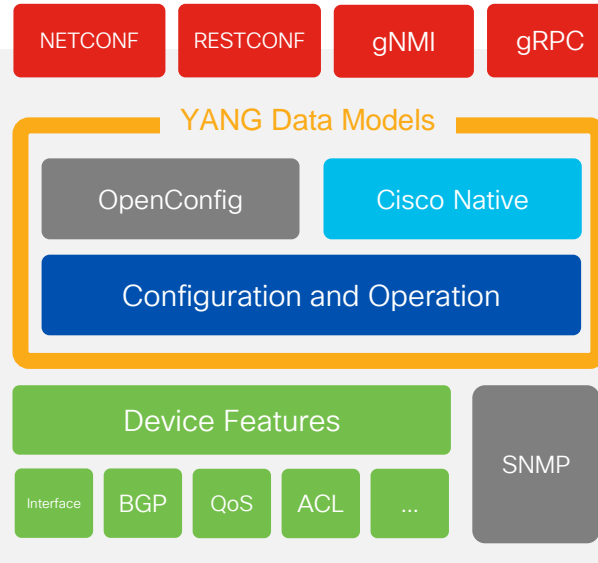 NETCONF
RESTCONF
gNMI
gRPC
YANG Data Models
OpenConfig
Cisco Native
Configuration and Operation
Device Features
SNMP
Interface
BGP
QoS
ACL
...